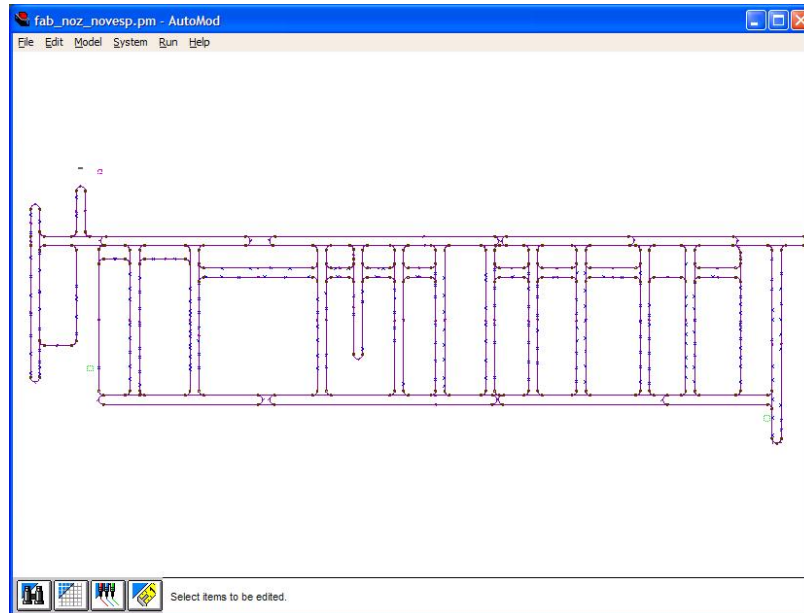 fab_noz_novesp.pm - AutoMod
File Edit Model System Run Help
Select items to be edited.